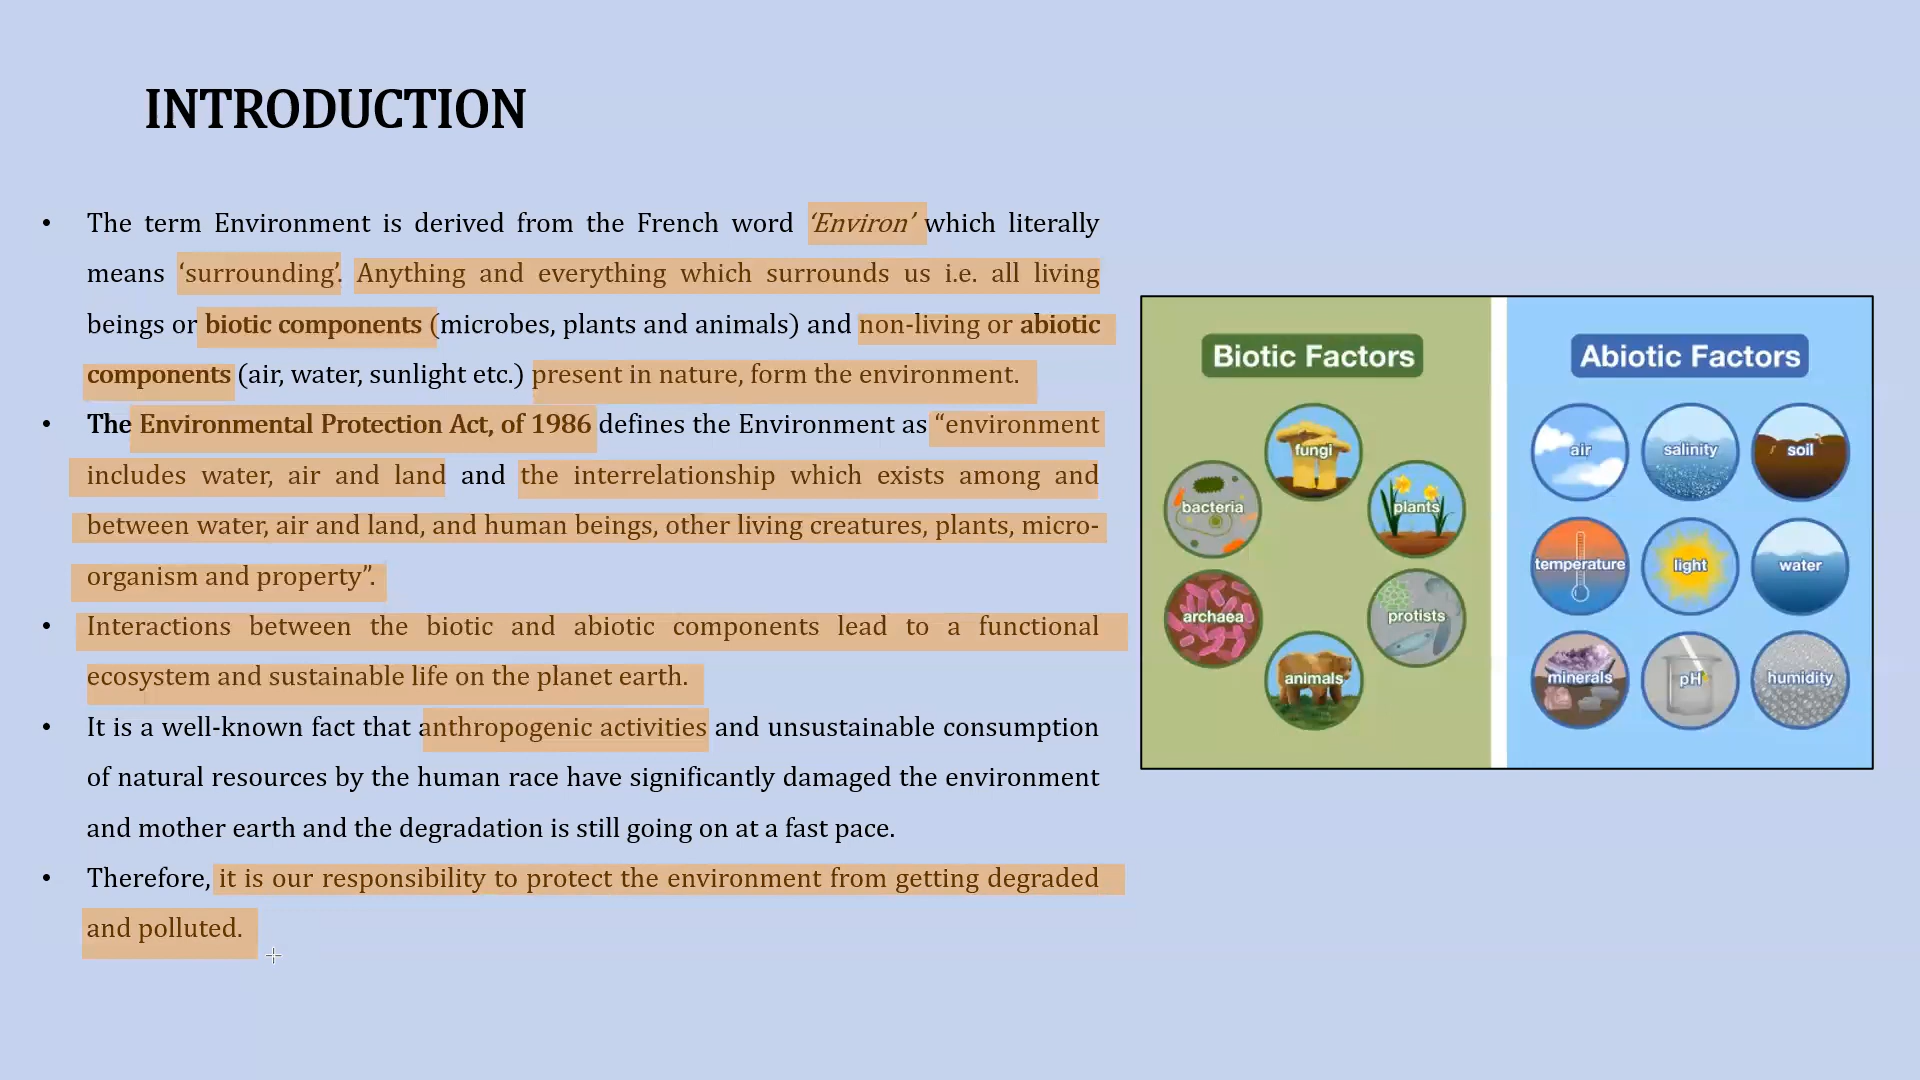 INTRODUCTION
• The term Environment is derived from the French word ‘Environ’ which literally
means ‘surrounding’. Anything and everything which surrounds us i.e. all living
beings or biotic components (microbes, plants and animals) and non-living or abiotic
components (air, water, sunlight etc.) present in nature, form the environment.
• The Environmental Protection Act, of 1986 defines the Environment as “environment
includes water, air and land and the interrelationship which exists among and
between water, air and land, and human beings, other living creatures, plants, micro-
organism and property”.
• Interactions between the biotic and abiotic components lead to a functional
ecosystem and sustainable life on the planet earth.
• It is a well-known fact that anthropogenic activities and unsustainable consumption
of natural resources by the human race have significantly damaged the environment
and mother earth and the degradation is still going on at a fast pace.
• Therefore, it is our responsibility to protect the environment from getting degraded
and polluted.
Biotic Factors
fungi
bacteria
plants
archaea
protists
animals
Abiotic Factors
air
salinity
soil
temperature
light
water
minerals
pH
humidity